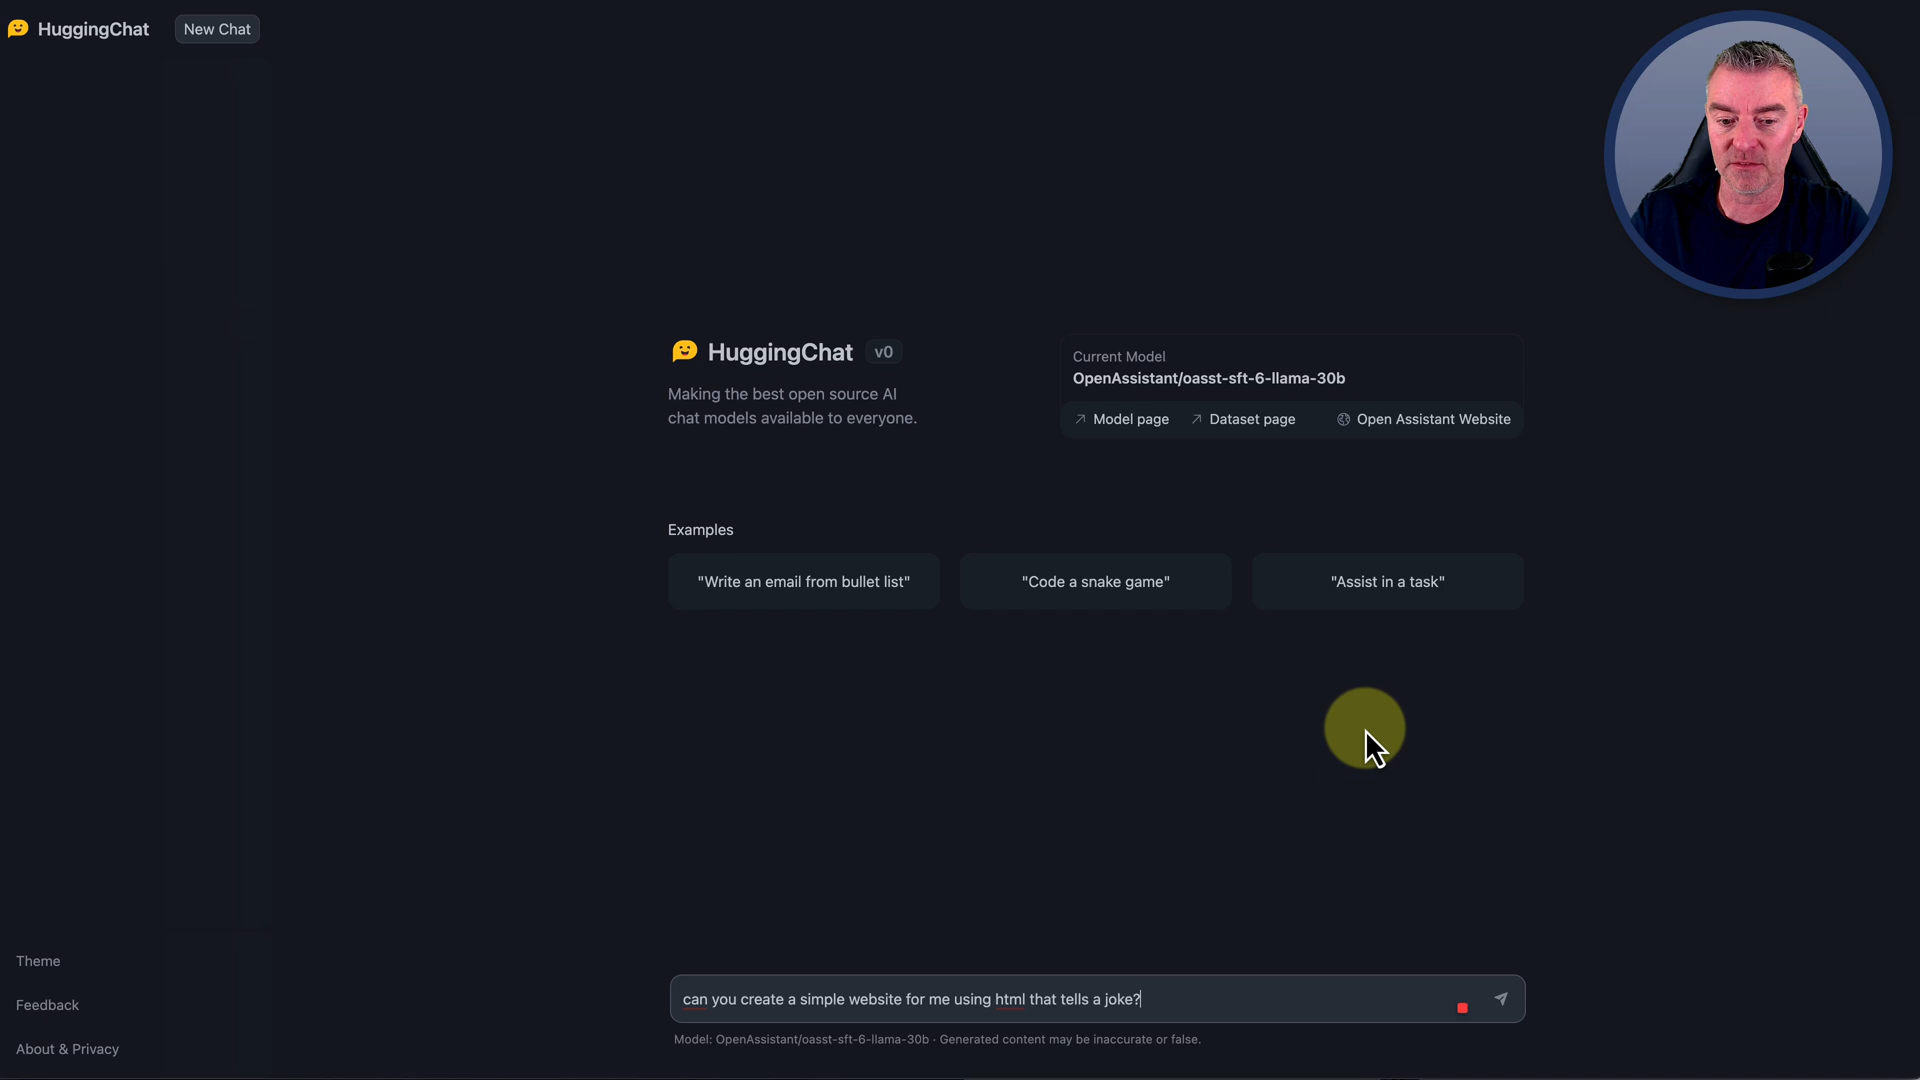 HuggingChat
New Chat
HuggingChat v0
Making the best open source AI
chat models available to everyone.
Current Model
OpenAssistant/oasst-sft-6-llama-30b
Model page
Dataset page
Open Assistant Website
Examples
"Write an email from bullet list"
"Code a snake game"
"Assist in a task"
Theme
Feedback
About & Privacy
can you create a simple website for me using html that tells a joke?
Model: OpenAssistant/oasst-sft-6-llama-30b · Generated content may be inaccurate or false.